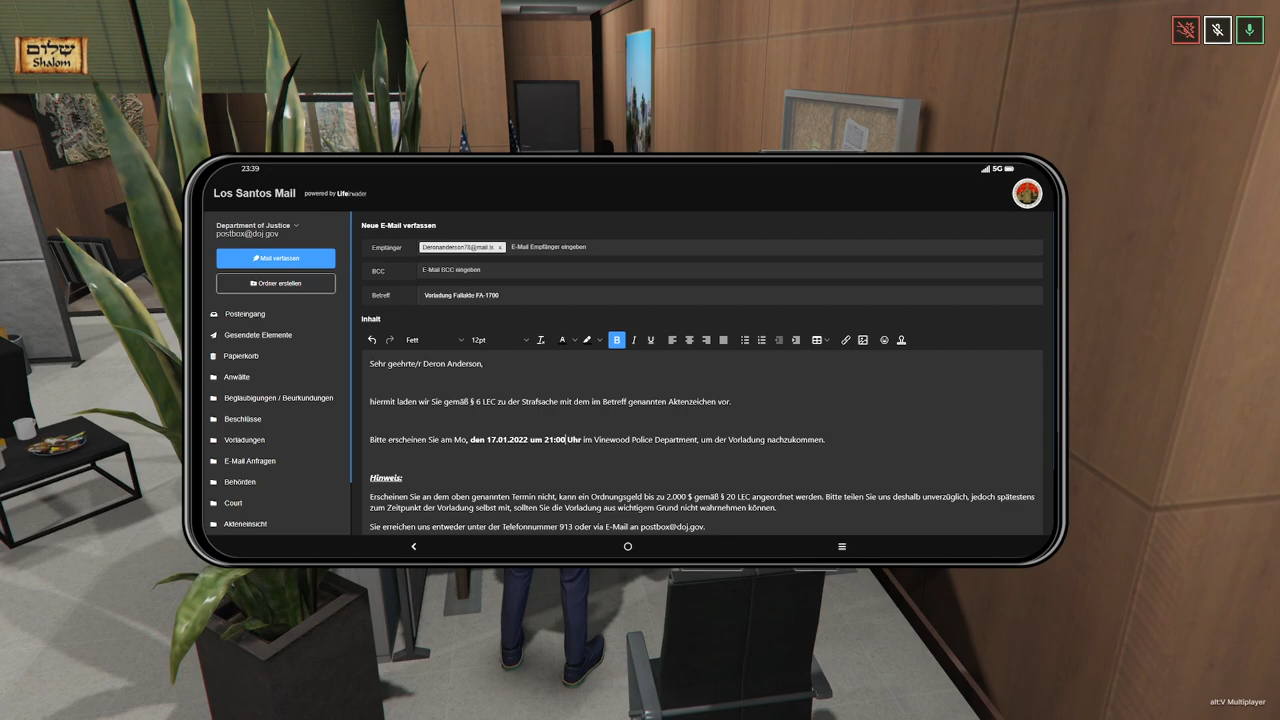 שלום
Shalom
23:39
5G
Los Santos Mail powered by Lifeinvader
Department of Justice
postbox@doj.gov
Mail verfassen
Ordner erstellen
Posteingang
Gesendete Elemente
Papierkorb
Anwälte
Beglaubigungen / Beurkundungen
Beschlüsse
Vorladungen
E-Mail Anfragen
Behörden
Court
Akteneinsicht
Neue E-Mail verfassen
Empfänger Deronanderson78@mail.ls x E-Mail Empfänger eingeben
BCC E-Mail BCC eingeben
Betreff Vorladung Fallakte FA-1700
Inhalt
Fett 12pt A B I U
Sehr geehrte/r Deron Anderson,
hiermit laden wir Sie gemäß § 6 LEC zu der Strafsache mit dem im Betreff genannten Aktenzeichen vor.
Bitte erscheinen Sie am Mo, den 17.01.2022 um 21:00 Uhr im Vinewood Police Department, um der Vorladung nachzukommen.
Hinweis:
Erscheinen Sie an dem oben genannten Termin nicht, kann ein Ordnungsgeld bis zu 2.000 $ gemäß § 20 LEC angeordnet werden. Bitte teilen Sie uns deshalb unverzüglich, jedoch spätestens
zum Zeitpunkt der Vorladung selbst mit, sollten Sie die Vorladung aus wichtigem Grund nicht wahrnehmen können.
Sie erreichen uns entweder unter der Telefonnummer 913 oder via E-Mail an postbox@doj.gov.
alt:V Multiplayer